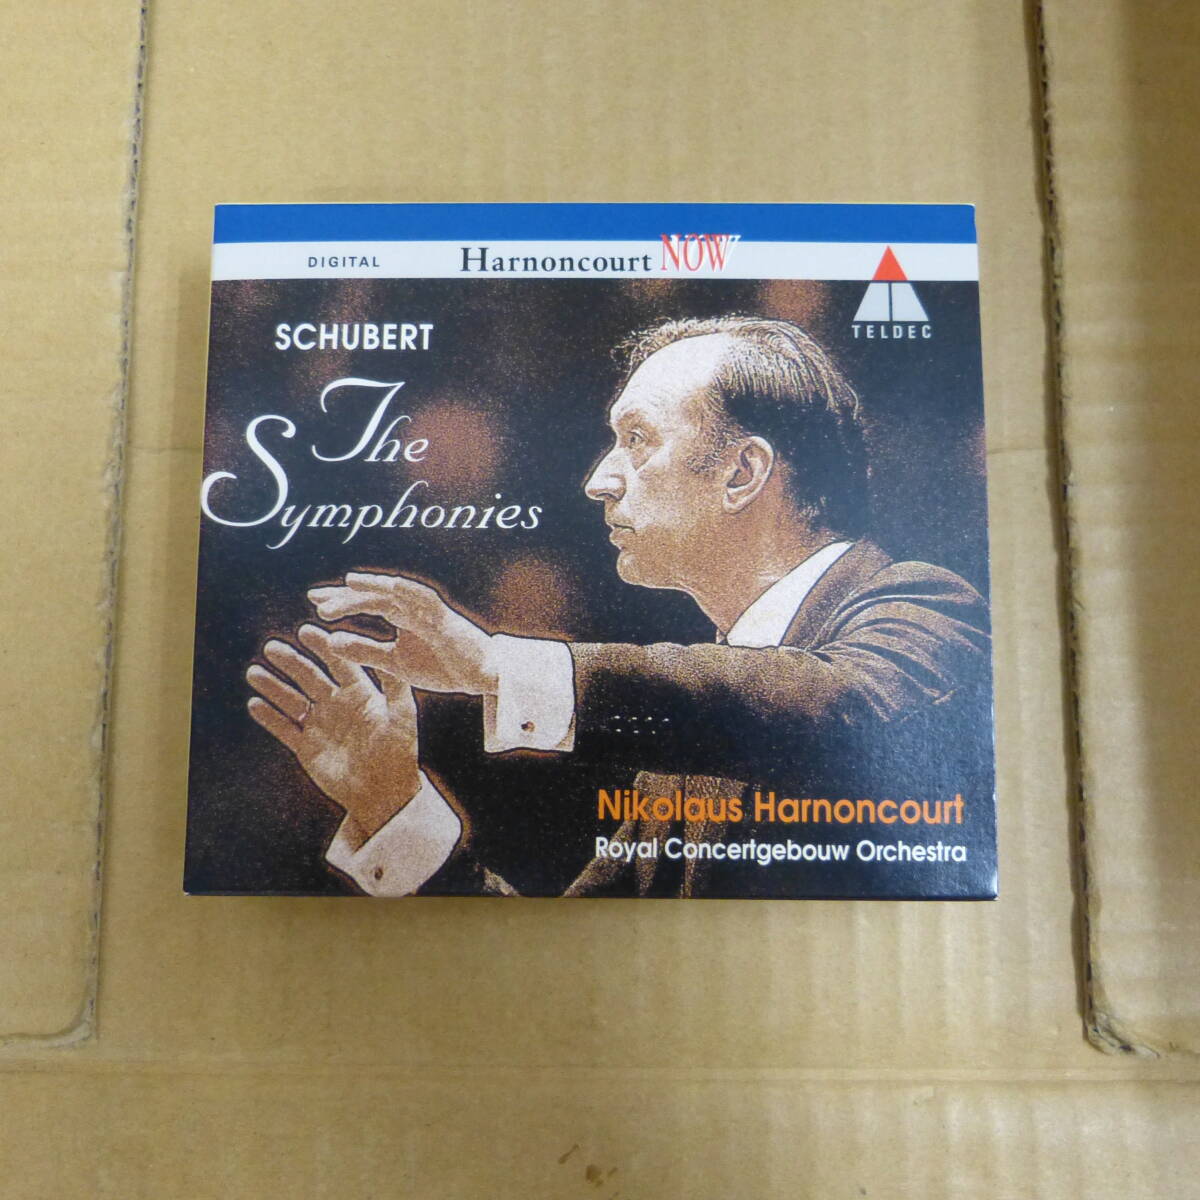 DIGITAL
Harnoncourt NOW
TELDEC
SCHUBERT
The
Symphonies
Nikolaus Harnoncourt
Royal Concertgebouw Orchestra